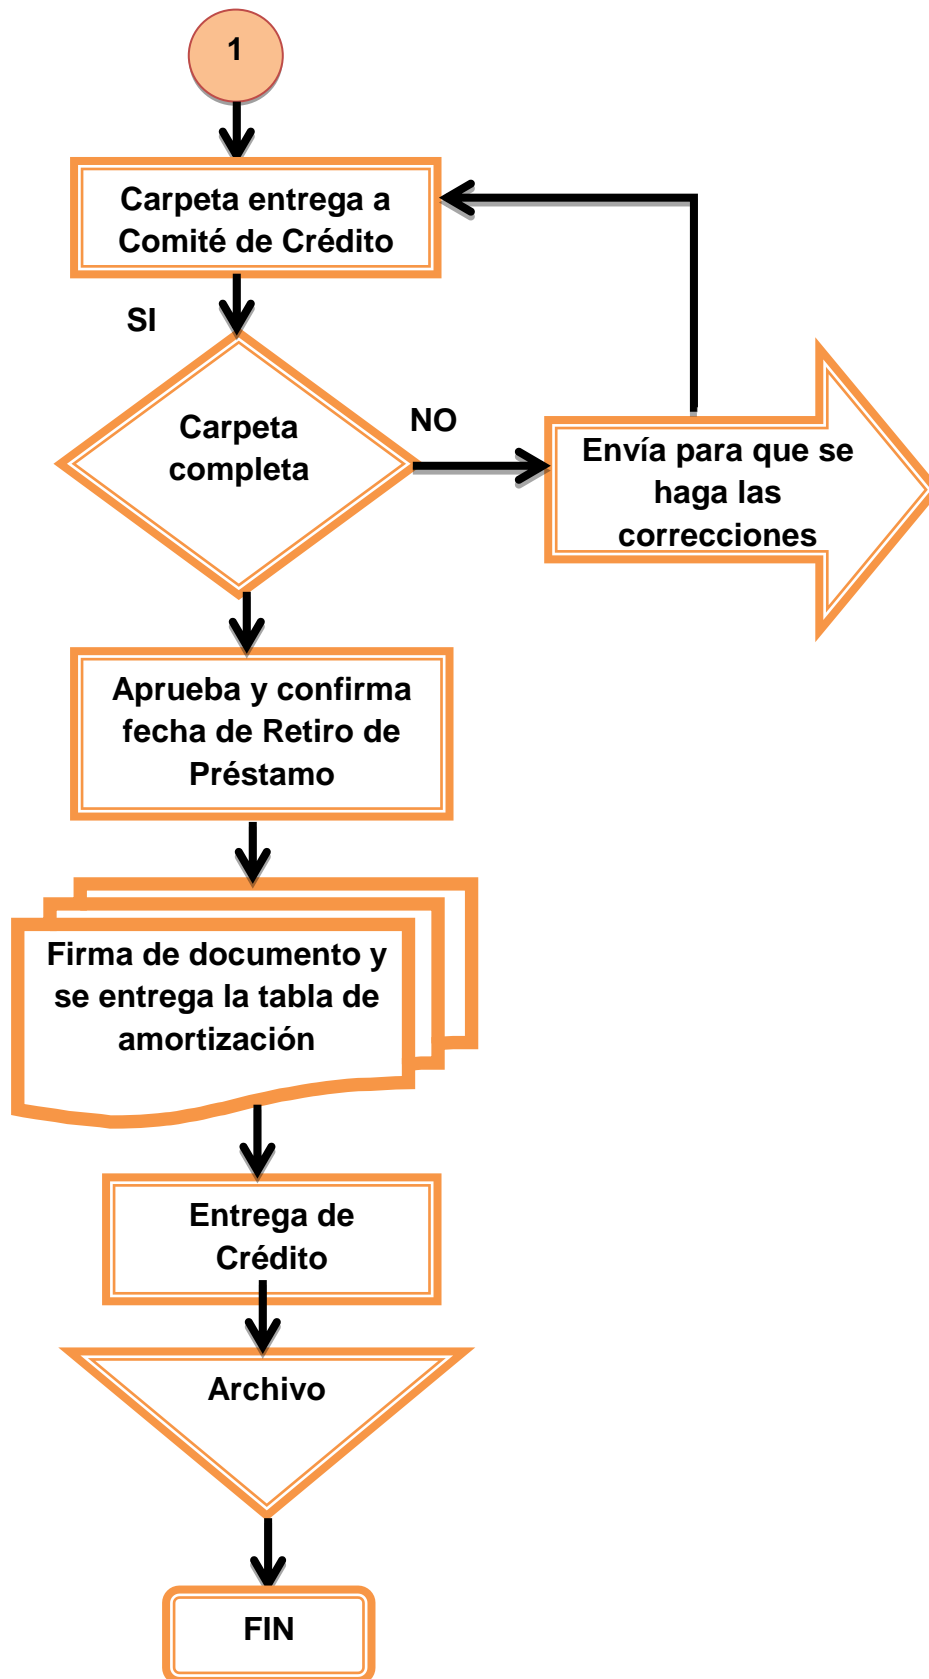 1
Carpeta entrega a
Comité de Crédito
SI
Carpeta
completa
NO
Envía para que se
haga las
correcciones
Aprueba y confirma
fecha de Retiro de
Préstamo
Firma de documento y
se entrega la tabla de
amortización
Entrega de
Crédito
Archivo
FIN